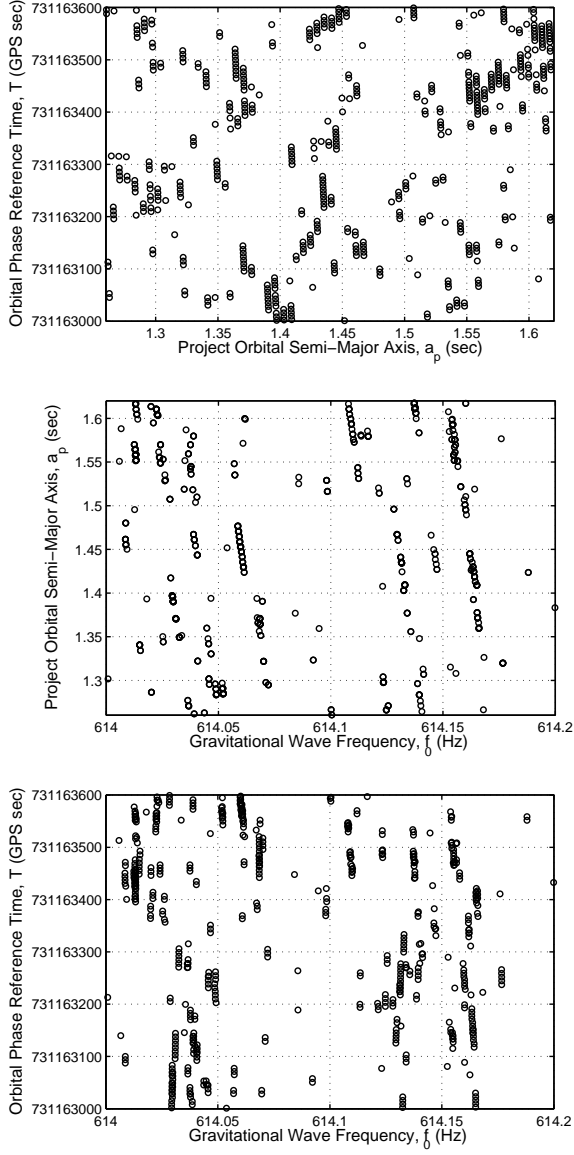 Orbital Phase Reference Time, T (GPS sec)
731163600
731163500
731163400
731163300
731163200
731163100
731163000
1.3 1.35 1.4 1.45 1.5 1.55 1.6
Project Orbital Semi−Major Axis, a_p (sec)
Project Orbital Semi−Major Axis, a_p (sec)
1.6
1.55
1.5
1.45
1.4
1.35
1.3
614 614.05 614.1 614.15 614.2
Gravitational Wave Frequency, f_0 (Hz)
Orbital Phase Reference Time, T (GPS sec)
731163600
731163500
731163400
731163300
731163200
731163100
731163000
614 614.05 614.1 614.15 614.2
Gravitational Wave Frequency, f_0 (Hz)